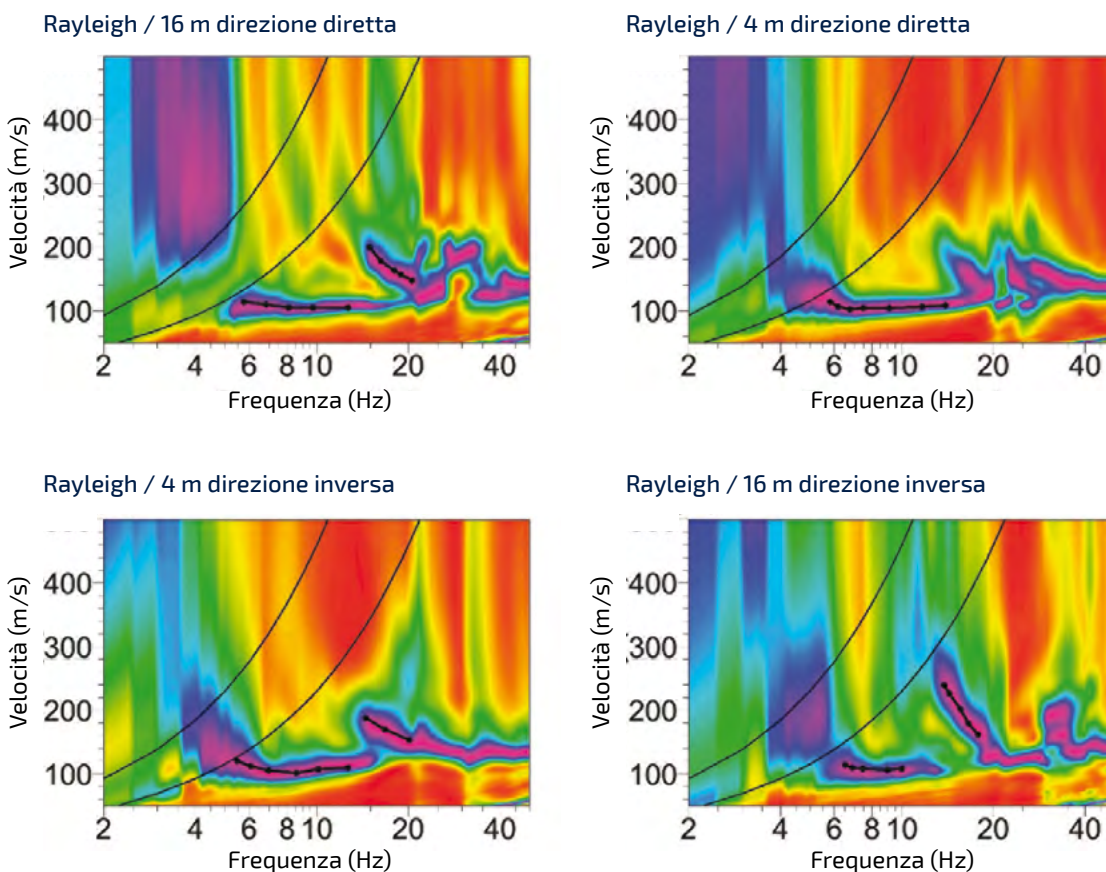 Rayleigh / 16 m direzione diretta
Velocità (m/s)
400
300
200
100
2 4 6 8 10 20 40
Frequenza (Hz)
Rayleigh / 4 m direzione diretta
Velocità (m/s)
400
300
200
100
2 4 6 8 10 20 40
Frequenza (Hz)
Rayleigh / 4 m direzione inversa
Velocità (m/s)
400
300
200
100
2 4 6 8 10 20 40
Frequenza (Hz)
Rayleigh / 16 m direzione inversa
Velocità (m/s)
400
300
200
100
2 4 6 8 10 20 40
Frequenza (Hz)